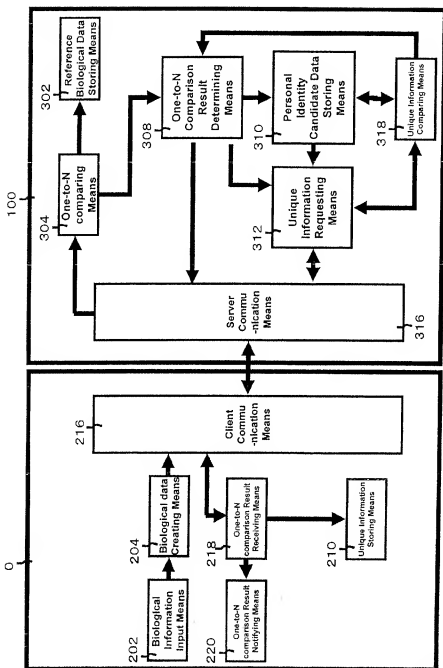 0
100
202
Biological
Information
Input Means
204
Biological data
Creating Means
216
Client
Commu
-nication
Means
220
One-to-N
comparison Result
Notifying Means
218
One-to-N
comparison Result
Receiving Means
210
Unique Information
Storing Means
304
One-to-N
comparing
Means
302
Reference
Biological Data
Storing Means
Server
Commu
-nication
Means
316
308
One-to-N
Comparison
Result
Determining
Means
312
Unique
Information
Requesting
Means
310
Personal
Identity
Candidate Data
Storing
Means
318
Unique Information
Comparing Means